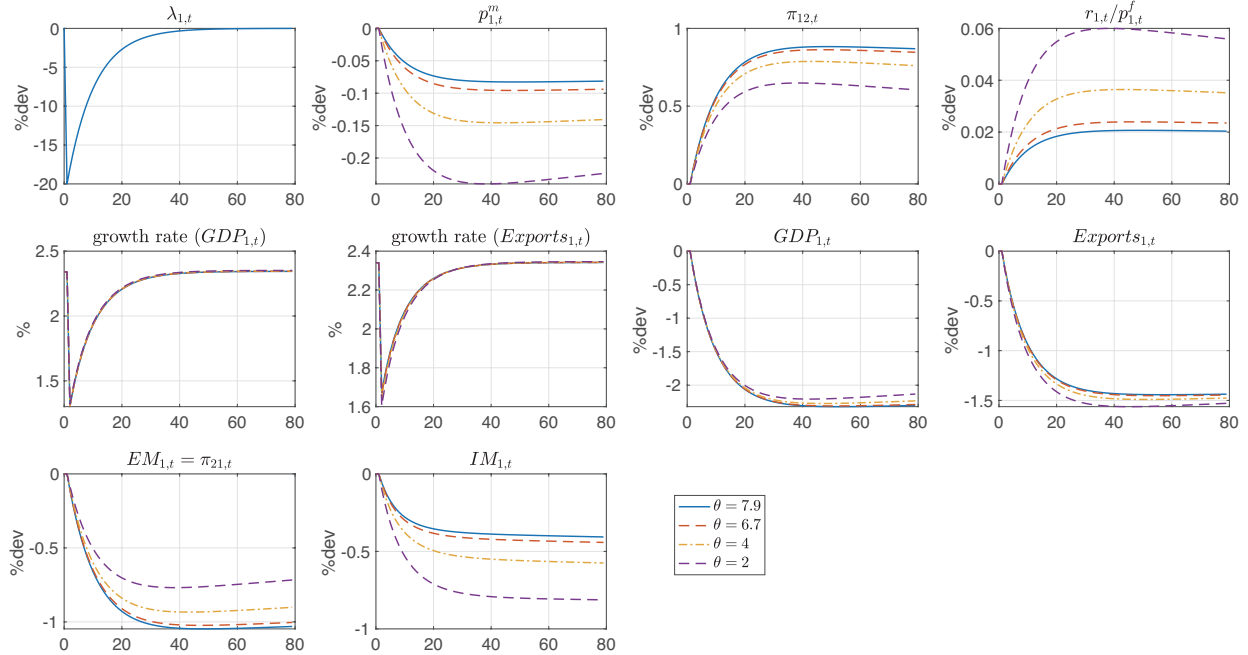 λ₁,ₜ
%dev
0
-5
-10
-15
-20
0 20 40 60 80
pᵐ₁,ₜ
%dev
0
-0.05
-0.1
-0.15
-0.2
0 20 40 60 80
π₁₂,ₜ
%dev
1
0.5
0
0 20 40 60 80
r₁,ₜ/pᶠ₁,ₜ
%dev
0.06
0.04
0.02
0
0 20 40 60 80
growth rate (GDP₁,ₜ)
%
2.5
2
1.5
0 20 40 60 80
growth rate (Exports₁,ₜ)
%
2.4
2.2
2
1.8
1.6
0 20 40 60 80
GDP₁,ₜ
%dev
0
-0.5
-1
-1.5
-2
0 20 40 60 80
Exports₁,ₜ
%dev
0
-0.5
-1
-1.5
0 20 40 60 80
EM₁,ₜ = π₂₁,ₜ
%dev
0
-0.5
-1
0 20 40 60 80
IM₁,ₜ
%dev
0
-0.5
-1
0 20 40 60 80
θ = 7.9
θ = 6.7
θ = 4
θ = 2